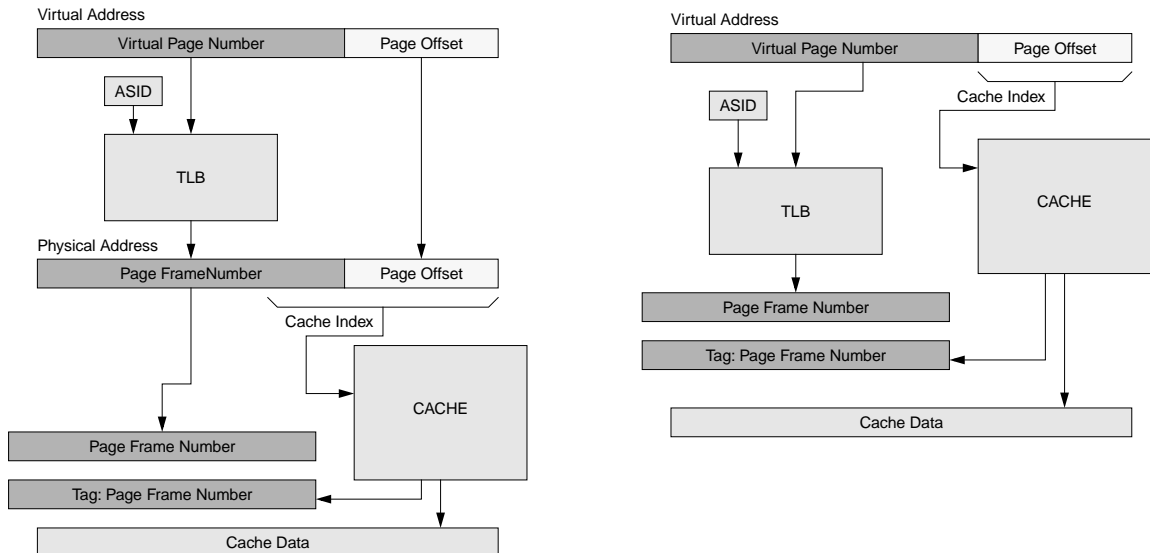 Virtual Address
Virtual Page Number
Page Offset
ASID
TLB
Physical Address
Page FrameNumber
Page Offset
Cache Index
CACHE
Page Frame Number
Tag: Page Frame Number
Cache Data
Virtual Address
Virtual Page Number
Page Offset
Cache Index
ASID
TLB
CACHE
Page Frame Number
Tag: Page Frame Number
Cache Data